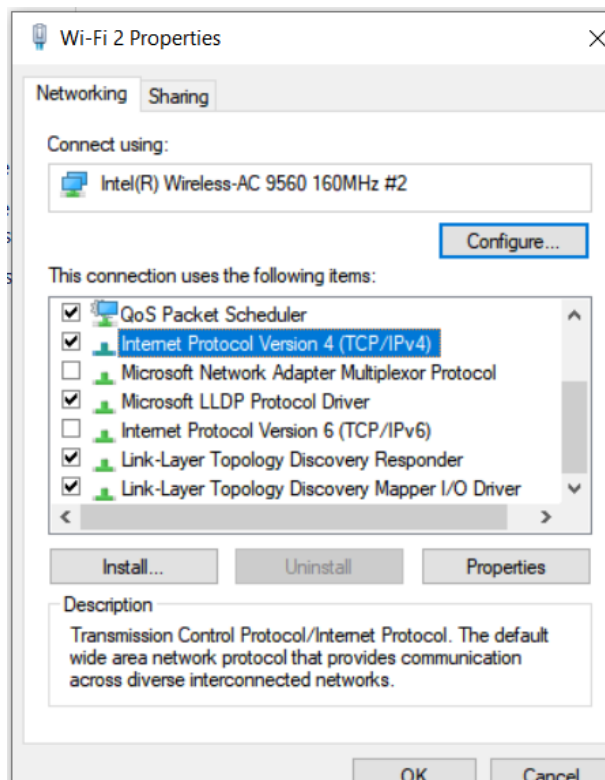 Wi-Fi 2 Properties
Networking
Sharing
Connect using:
Intel(R) Wireless-AC 9560 160MHz #2
Configure...
This connection uses the following items:
QoS Packet Scheduler
Internet Protocol Version 4 (TCP/IPv4)
Microsoft Network Adapter Multiplexor Protocol
Microsoft LLDP Protocol Driver
Internet Protocol Version 6 (TCP/IPv6)
Link-Layer Topology Discovery Responder
Link-Layer Topology Discovery Mapper I/O Driver
Install...
Uninstall
Properties
Description
Transmission Control Protocol/Internet Protocol. The default
wide area network protocol that provides communication
across diverse interconnected networks.
OK
Cancel